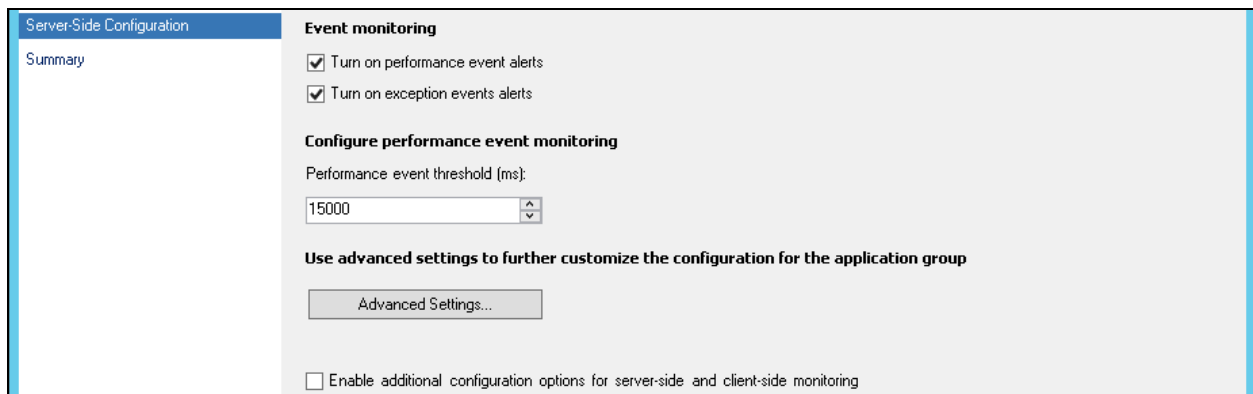 Server-Side Configuration
Summary
Event monitoring
Turn on performance event alerts
Turn on exception events alerts
Configure performance event monitoring
Performance event threshold (ms):
15000
Use advanced settings to further customize the configuration for the application group
Advanced Settings...
Enable additional configuration options for server-side and client-side monitoring